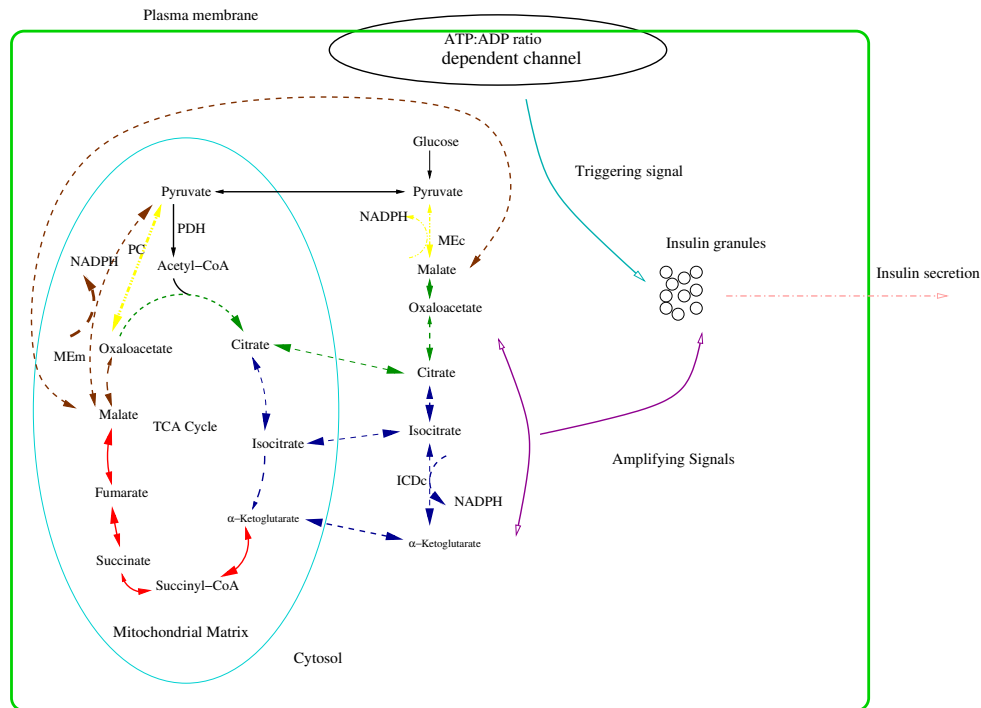 Plasma membrane
ATP:ADP ratio
dependent channel
Glucose
Triggering signal
Pyruvate
Pyruvate
NADPH
PDH
MEc
PC
Insulin granules
NADPH
Acetyl−CoA
Malate
Insulin secretion
Oxaloacetate
MEm
Oxaloacetate
Citrate
Citrate
Malate
TCA Cycle
Isocitrate
Isocitrate
Amplifying Signals
ICDc
Fumarate
NADPH
α−Ketoglutarate
α−Ketoglutarate
Succinate
Succinyl−CoA
Mitochondrial Matrix
Cytosol